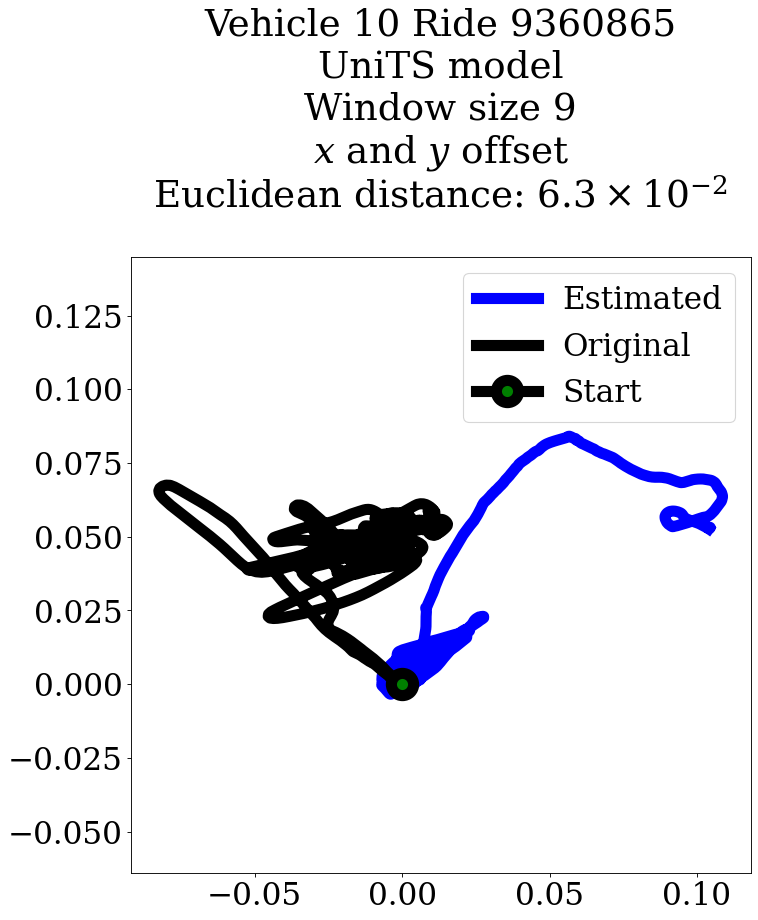 Vehicle 10 Ride 9360865
UniTS model
Window size 9
x and y offset
Euclidean distance: 6.3 × 10⁻²
Estimated
Original
Start
0.125
0.100
0.075
0.050
0.025
0.000
−0.025
−0.050
−0.05 0.00 0.05 0.10